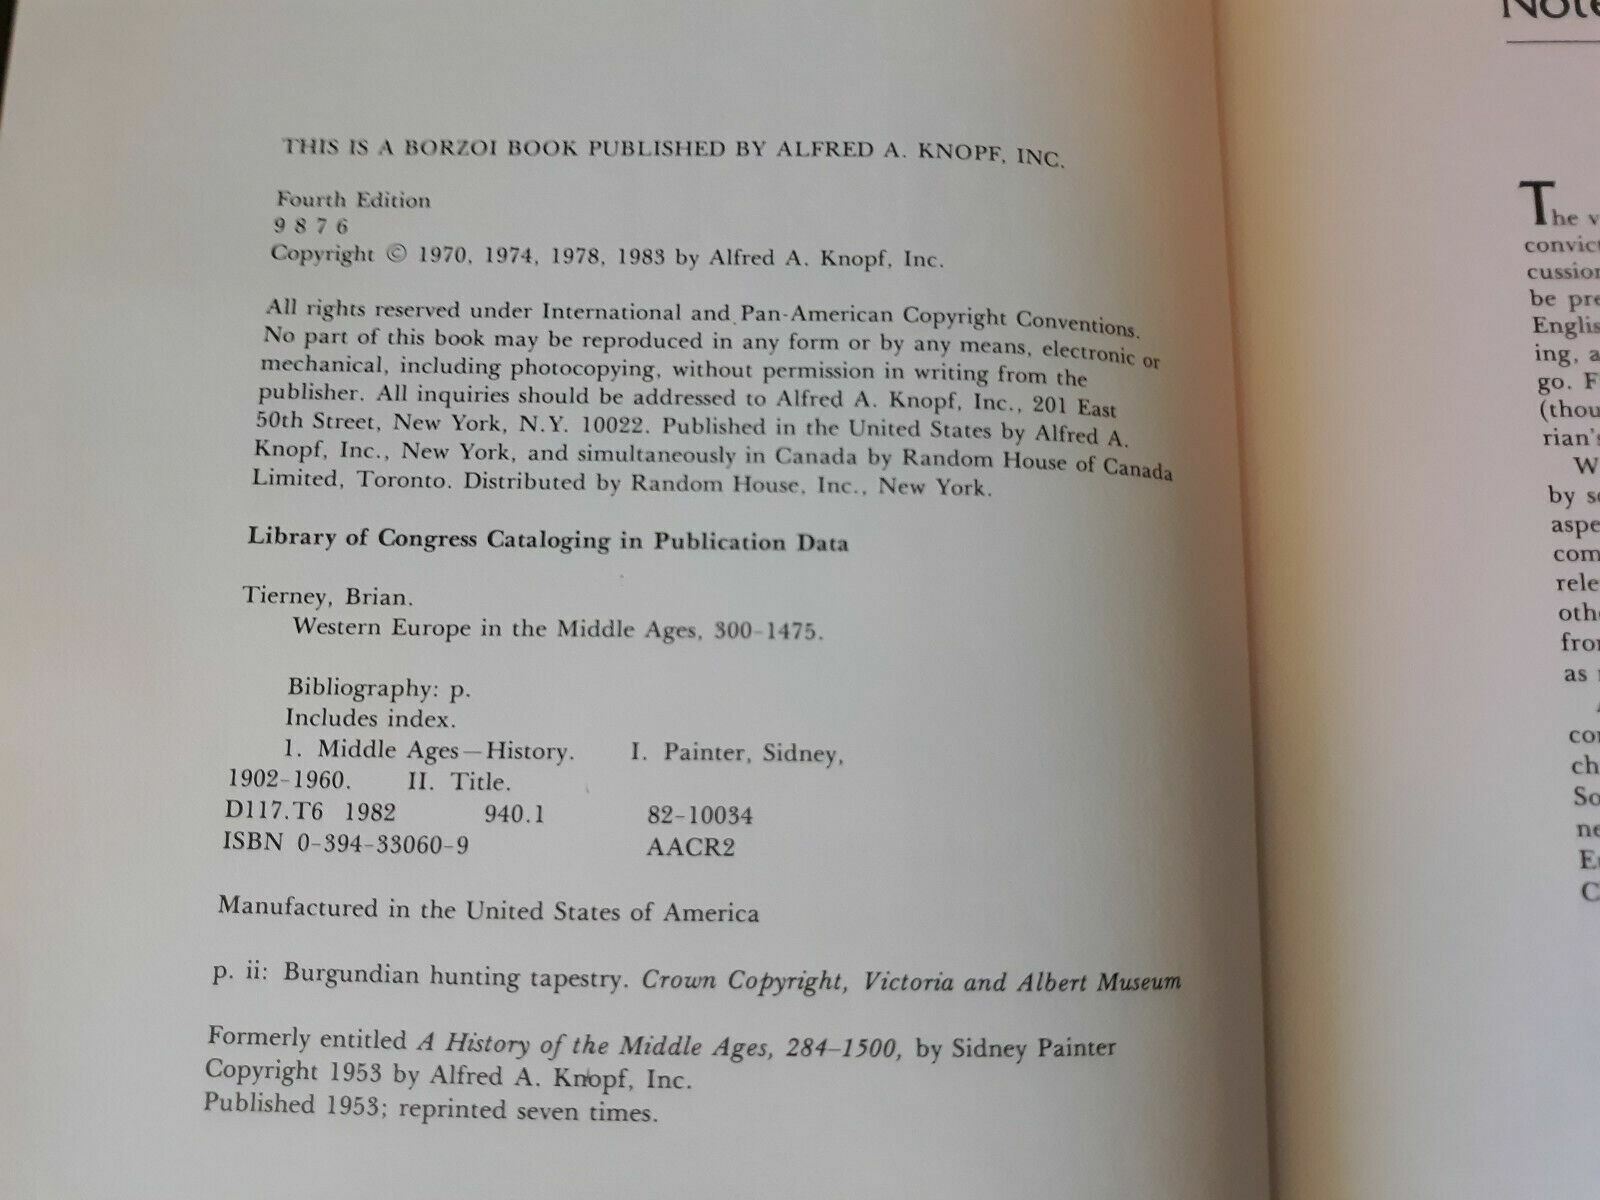 THIS IS A BORZOI BOOK PUBLISHED BY ALFRED A. KNOPF, INC.
Fourth Edition
9 8 7 6
Copyright © 1970, 1974, 1978, 1983 by Alfred A. Knopf, Inc.
All rights reserved under International and Pan-American Copyright Conventions.
No part of this book may be reproduced in any form or by any means, electronic or
mechanical, including photocopying, without permission in writing from the
publisher. All inquiries should be addressed to Alfred A. Knopf, Inc., 201 East
50th Street, New York, N.Y. 10022. Published in the United States by Alfred A.
Knopf, Inc., New York, and simultaneously in Canada by Random House of Canada
Limited, Toronto. Distributed by Random House, Inc., New York.
Library of Congress Cataloging in Publication Data
Tierney, Brian.
Western Europe in the Middle Ages, 300-1475.
Bibliography: p.
Includes index.
1. Middle Ages—History. I. Painter, Sidney,
1902-1960. II. Title.
D117.T6 1982 940.1 82-10034
ISBN 0-394-33060-9 AACR2
Manufactured in the United States of America
p. ii: Burgundian hunting tapestry. Crown Copyright, Victoria and Albert Museum
Formerly entitled A History of the Middle Ages, 284–1500, by Sidney Painter
Copyright 1953 by Alfred A. Knopf, Inc.
Published 1953; reprinted seven times.
The
be
ing,
go.
by
as